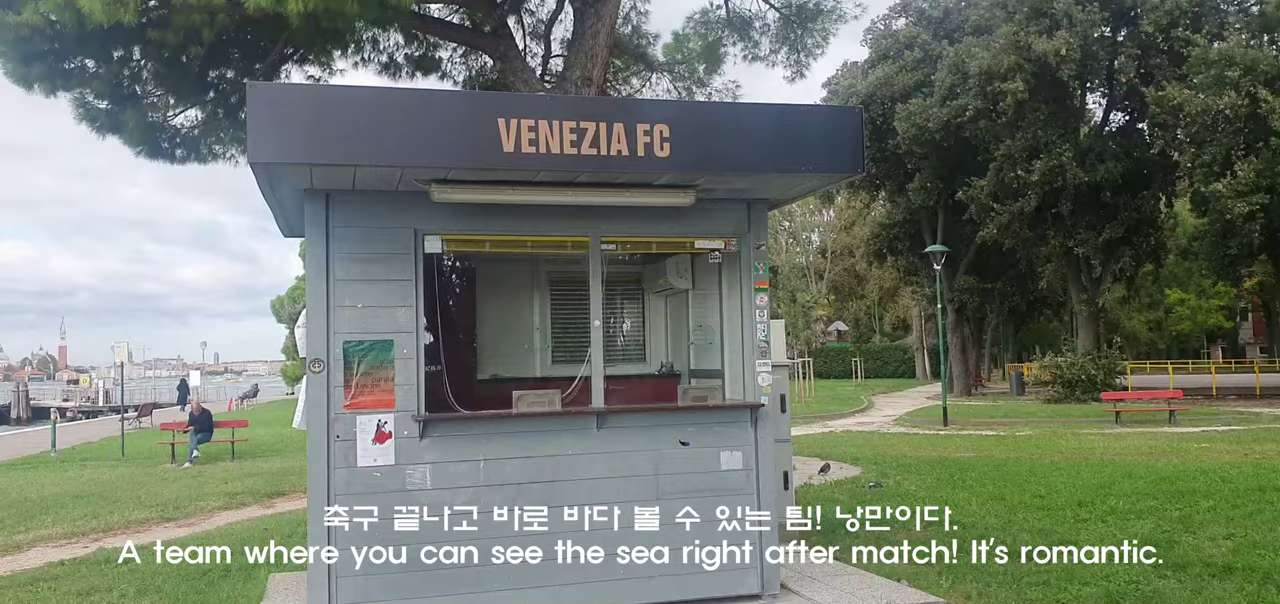 VENEZIA FC
축구 끝나고 바로 바다 볼 수 있는 팀! 낭만이다.
A team where you can see the sea right after match! It's romantic.